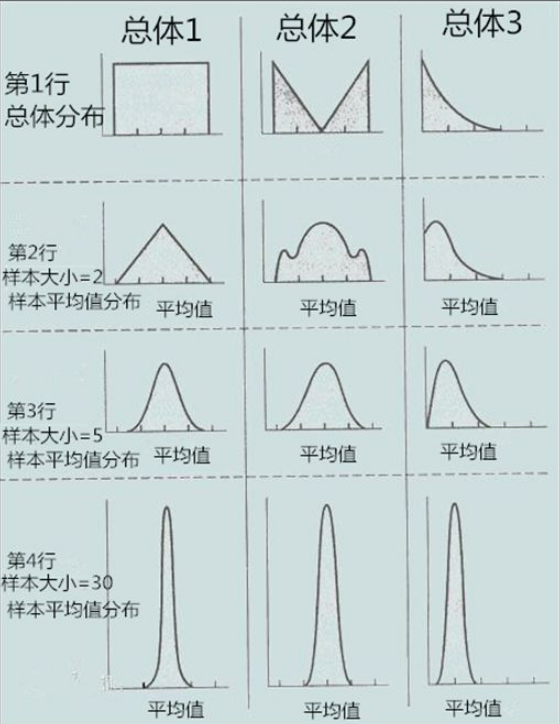 总体1 总体2 总体3
第1行
总体分布
第2行
样本大小=2
样本平均值分布 平均值 平均值 平均值
第3行
样本大小=5
样本平均值分布 平均值 平均值 平均值
第4行
样本大小=30
样本平均值分布
平均值 平均值 平均值